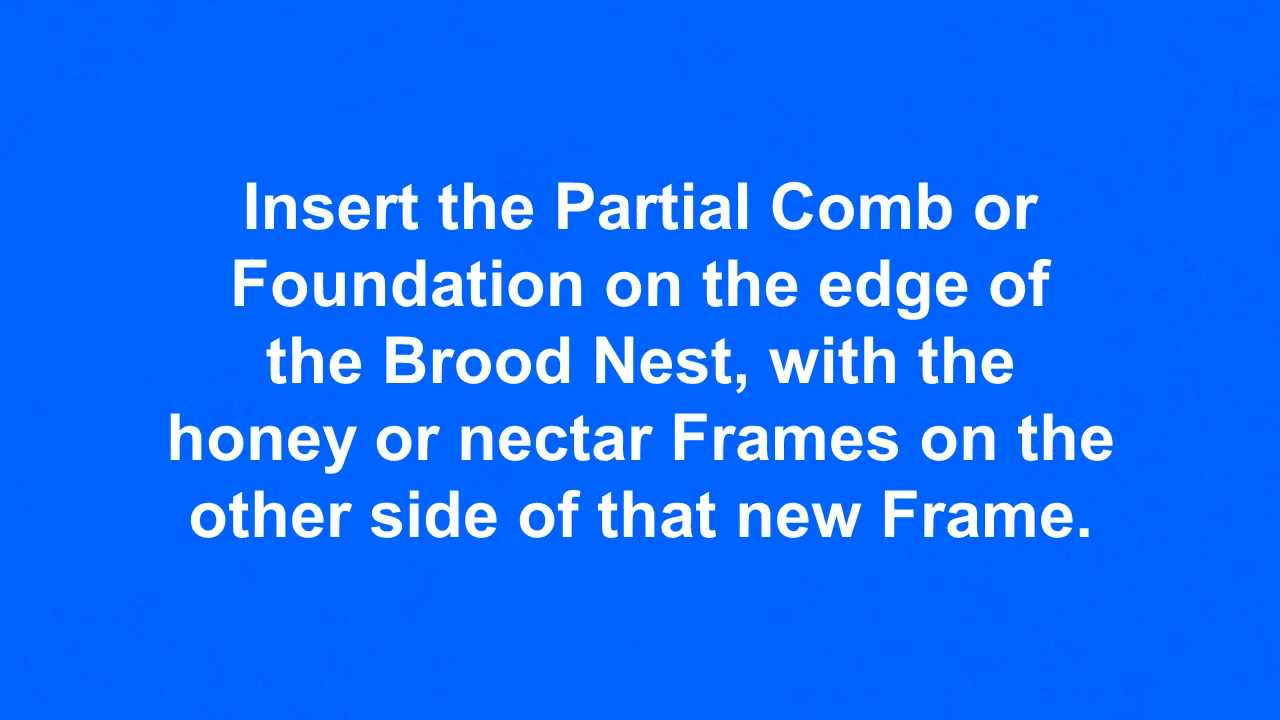 Insert the Partial Comb or
Foundation on the edge of
the Brood Nest, with the
honey or nectar Frames on the
other side of that new Frame.